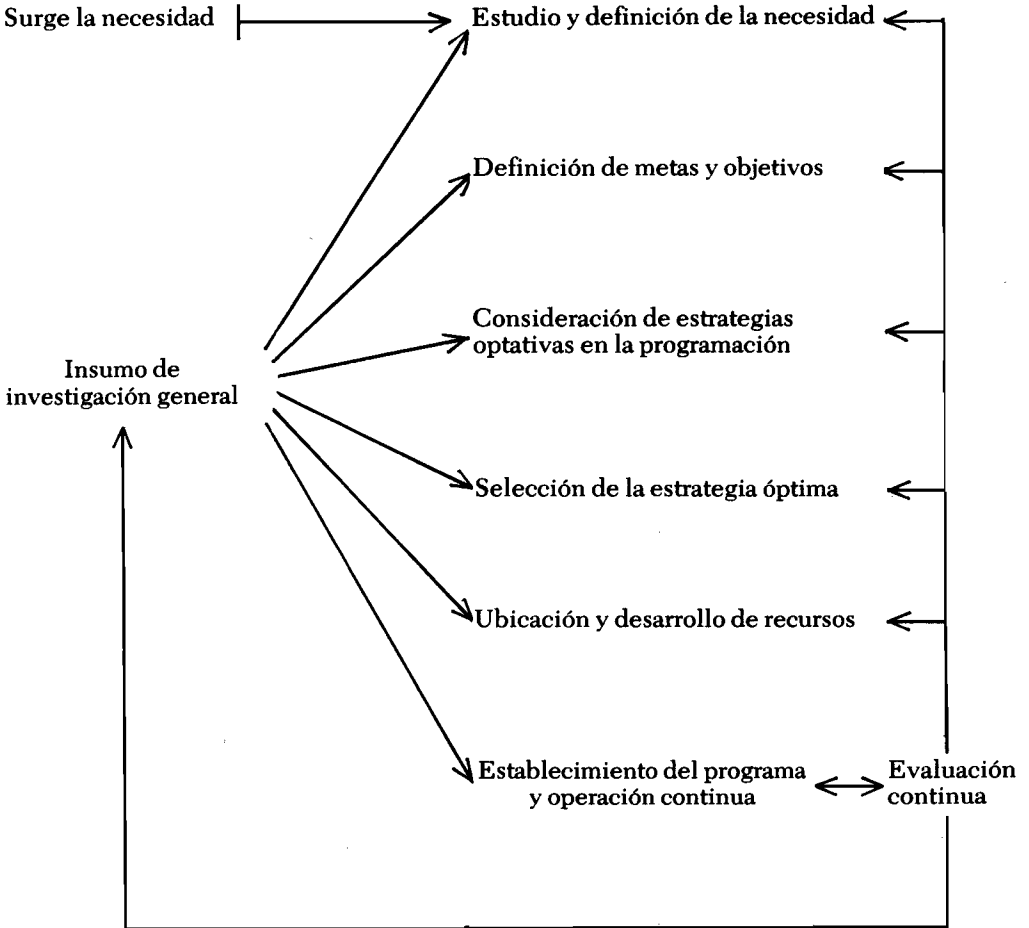 Surge la necesidad
Estudio y definición de la necesidad
Definición de metas y objetivos
Consideración de estrategias
optativas en la programación
Insumo de
investigación general
Selección de la estrategia óptima
Ubicación y desarrollo de recursos
Establecimiento del programa
y operación continua
Evaluación
continua